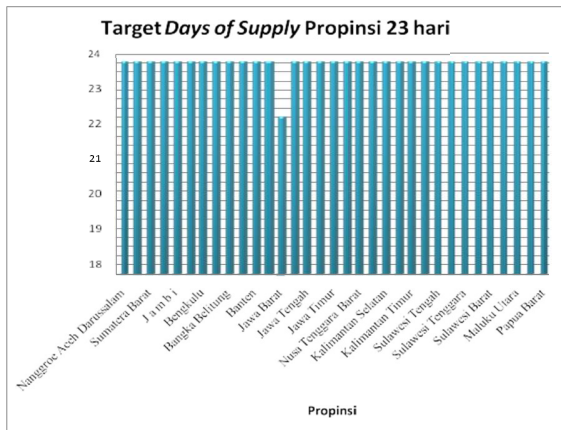 Target Days of Supply Propinsi 23 hari
24
23
22
21
20
19
18
Nanggroe Aceh Darussalam
Sumatera Barat
J a m b i
Bengkulu
Bangka Belitung
Banten
Jawa Barat
Jawa Tengah
Jawa Timur
Nusa Tenggara Barat
Kalimantan Selatan
Kalimantan Timur
Sulawesi Tengah
Sulawesi Tenggara
Sulawesi Barat
Maluku Utara
Papua Barat
Propinsi